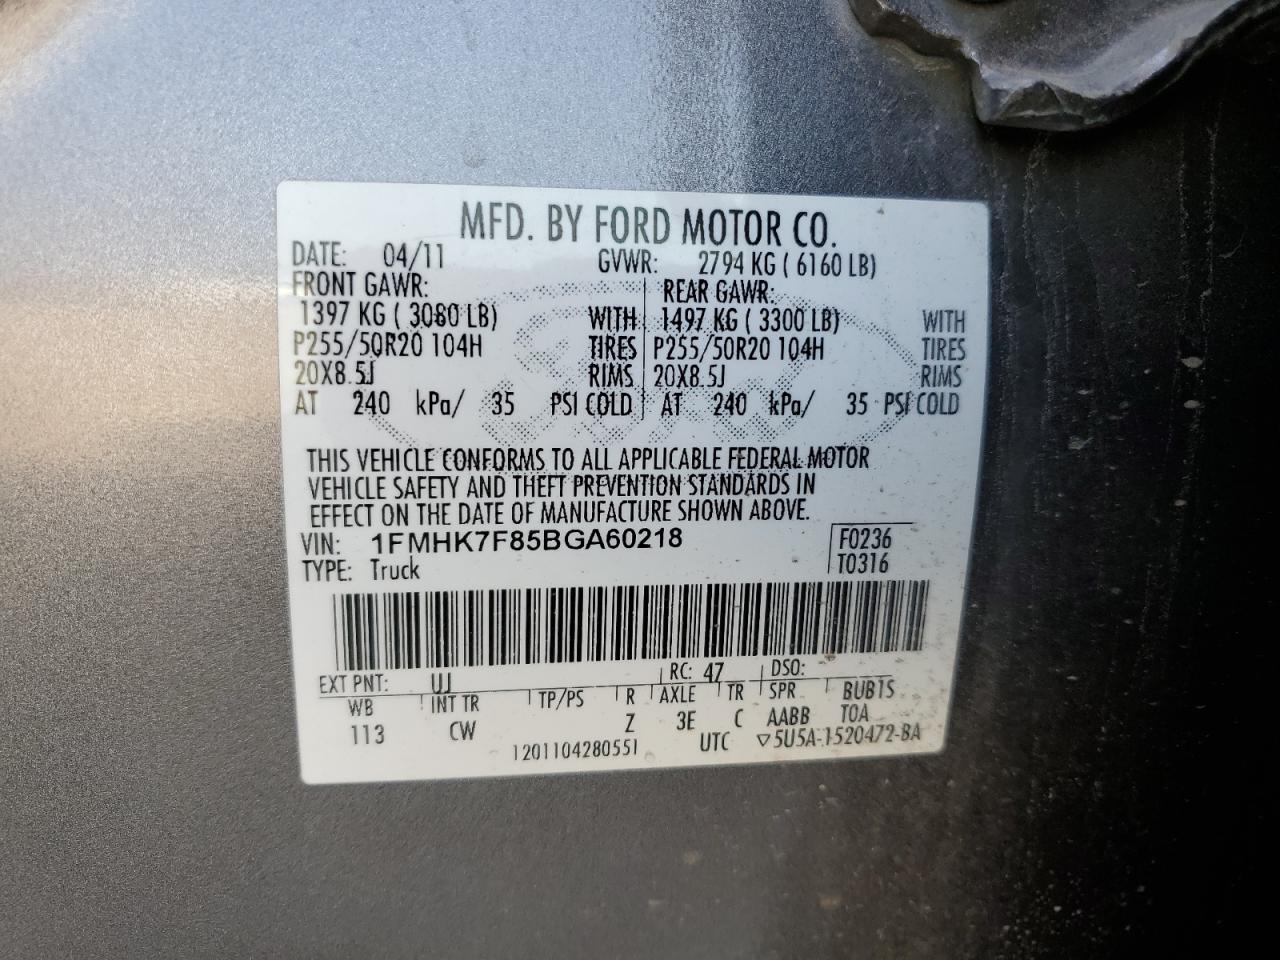 MFD. BY FORD MOTOR CO.
DATE: 04/11 GVWR: 2794 KG ( 6160 LB)
FRONT GAWR: REAR GAWR:
1397 KG ( 3080 LB) WITH 1497 KG ( 3300 LB) WITH
P255/50R20 104H TIRES P255/50R20 104H TIRES
20X8.5J RIMS 20X8.5J RIMS
AT 240 kPa/ 35 PSI COLD AT 240 kPa/ 35 PSI COLD
THIS VEHICLE CONFORMS TO ALL APPLICABLE FEDERAL MOTOR
VEHICLE SAFETY AND THEFT PREVENTION STANDARDS IN
EFFECT ON THE DATE OF MANUFACTURE SHOWN ABOVE.
VIN: 1FMHK7F85BGA60218 F0236
TYPE: Truck T0316
EXT PNT: UJ RC: 47 DSO:
WB INT TR TP/PS R AXLE TR SPR BUBTS
113 CW Z 3E C AABB TOA
1201104280551 UTC ▽5U5A-1520472-BA